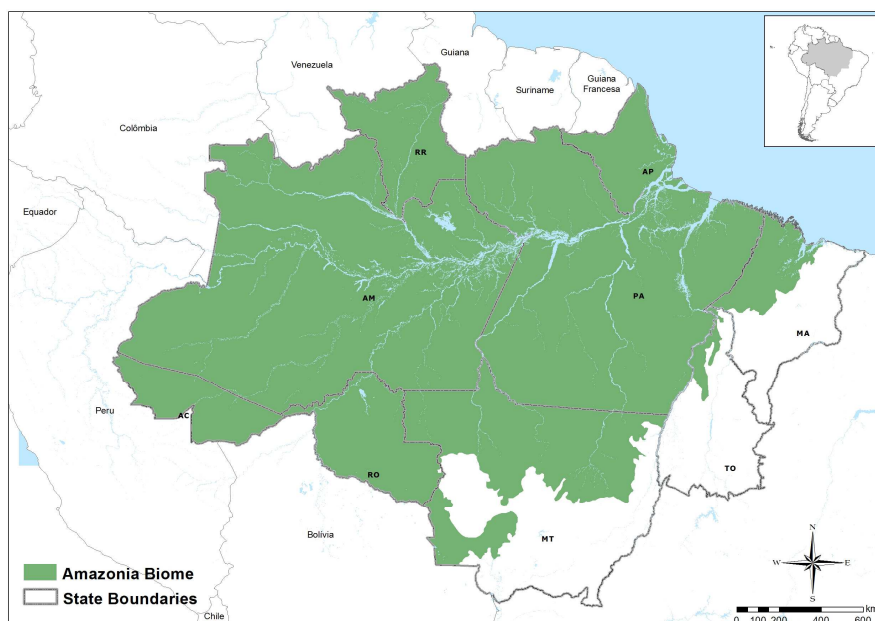 Guiana
Venezuela
Suriname
Guiana
Francesa
Colômbia
RR
AP
Equador
AM
PA
MA
Peru
AC
RO
TO
Bolívia
MT
N
W
E
S
Amazonia Biome
State Boundaries
Chile
km
0 100 200 400 600